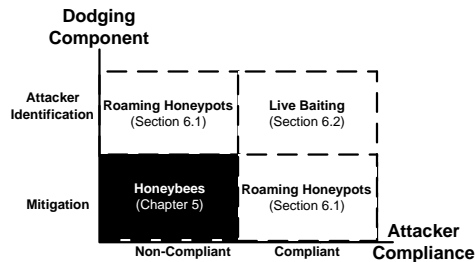 Dodging
Component
Attacker
Identification
Roaming Honeypots
(Section 6.1)
Live Baiting
(Section 6.2)
Mitigation
Honeybees
(Chapter 5)
Roaming Honeypots
(Section 6.1)
Attacker
Compliance
Non-Compliant
Compliant